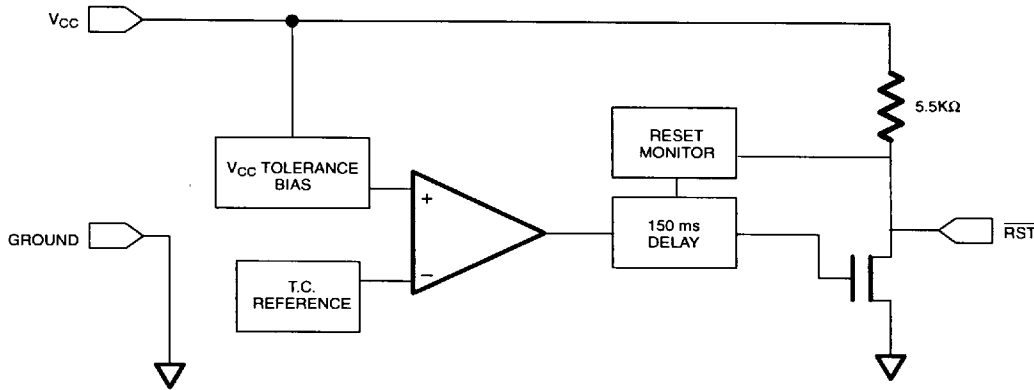 VCC
5.5KΩ
RESET
MONITOR
VCC TOLERANCE
BIAS
+
150 ms
DELAY
RST
GROUND
−
T.C.
REFERENCE